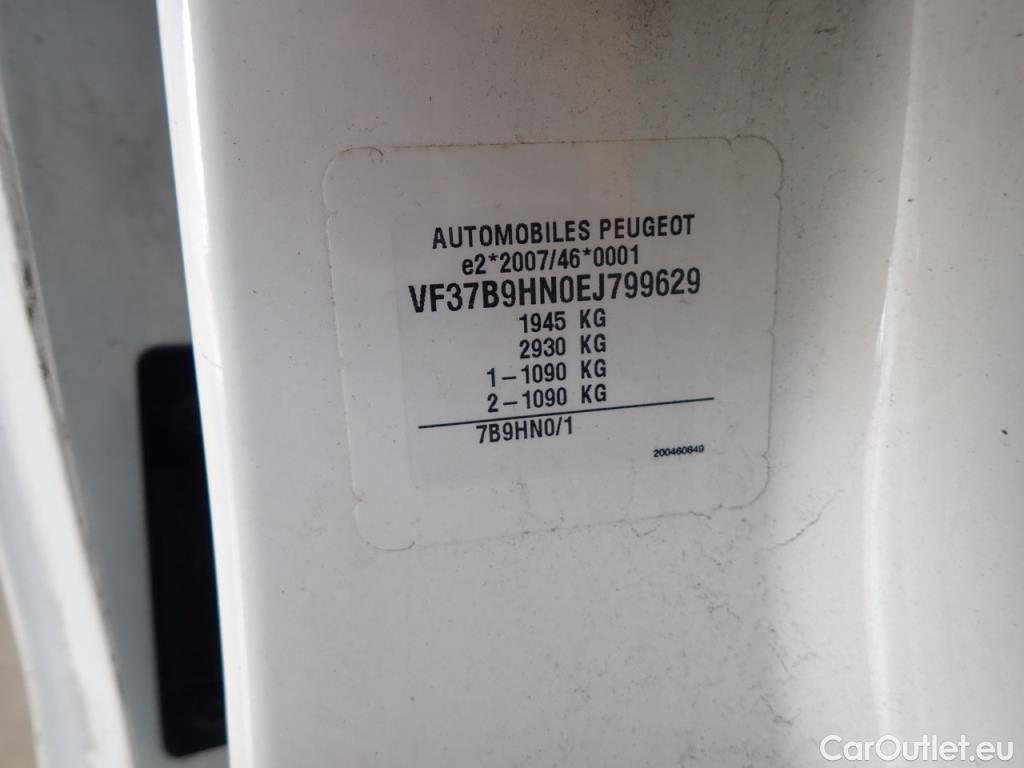 AUTOMOBILES PEUGEOT
e2*2007/46*0001
VF37B9HN0EJ799629
1945 KG
2930 KG
1-1090 KG
2-1090 KG
7B9HN0/1
200460849
CarOutlet.eu